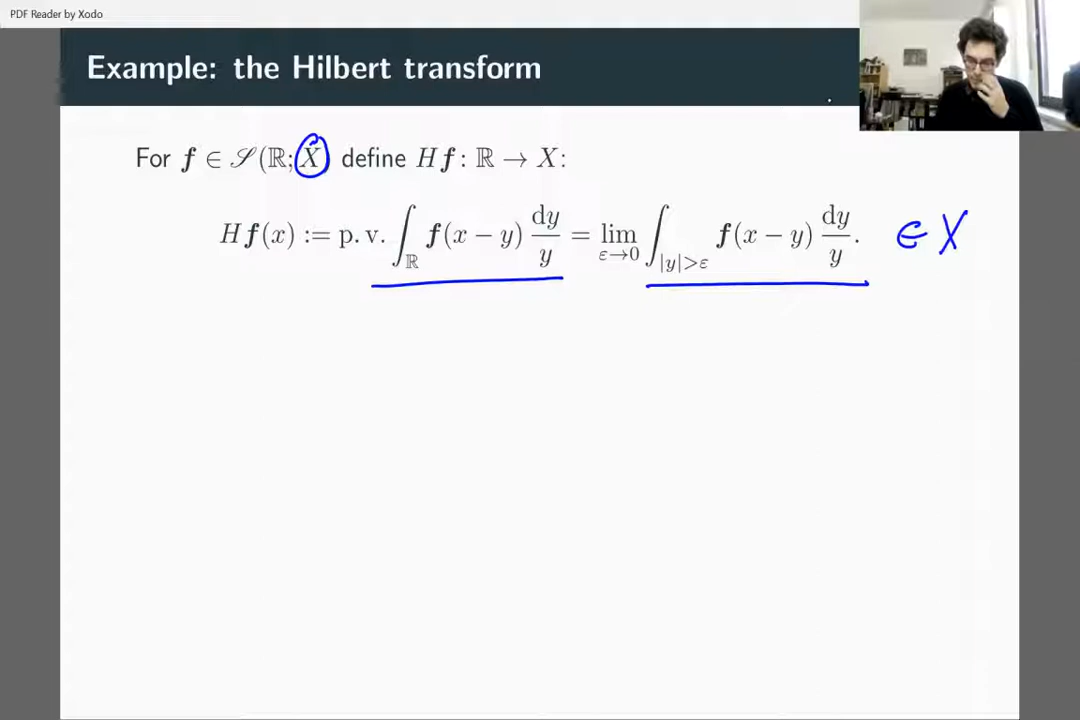 PDF Reader by Xodo
Example: the Hilbert transform
For f ∈ 𝒮(ℝ; X) define Hf : ℝ → X:
Hf(x) := p. v. ∫_ℝ f(x − y) dy/y = lim_{ε→0} ∫_{|y|>ε} f(x − y) dy/y. ∈ X